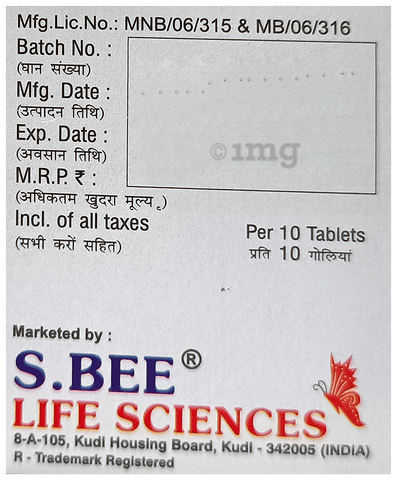 Mfg.Lic.No.: MNB/06/315 & MB/06/316
Batch No. :
(घान संख्या)
Mfg. Date :
(उत्पादन तिथि)
Exp. Date :
(अवसान तिथि)
©1mg
M.R.P. ₹ :
(अधिकतम खुदरा मूल्य)
Incl. of all taxes
(सभी करों सहित)
Per 10 Tablets
प्रति 10 गोलियां
Marketed by :
S.BEE®
LIFE SCIENCES
8-A-105, Kudi Housing Board, Kudi - 342005 (INDIA)
R - Trademark Registered